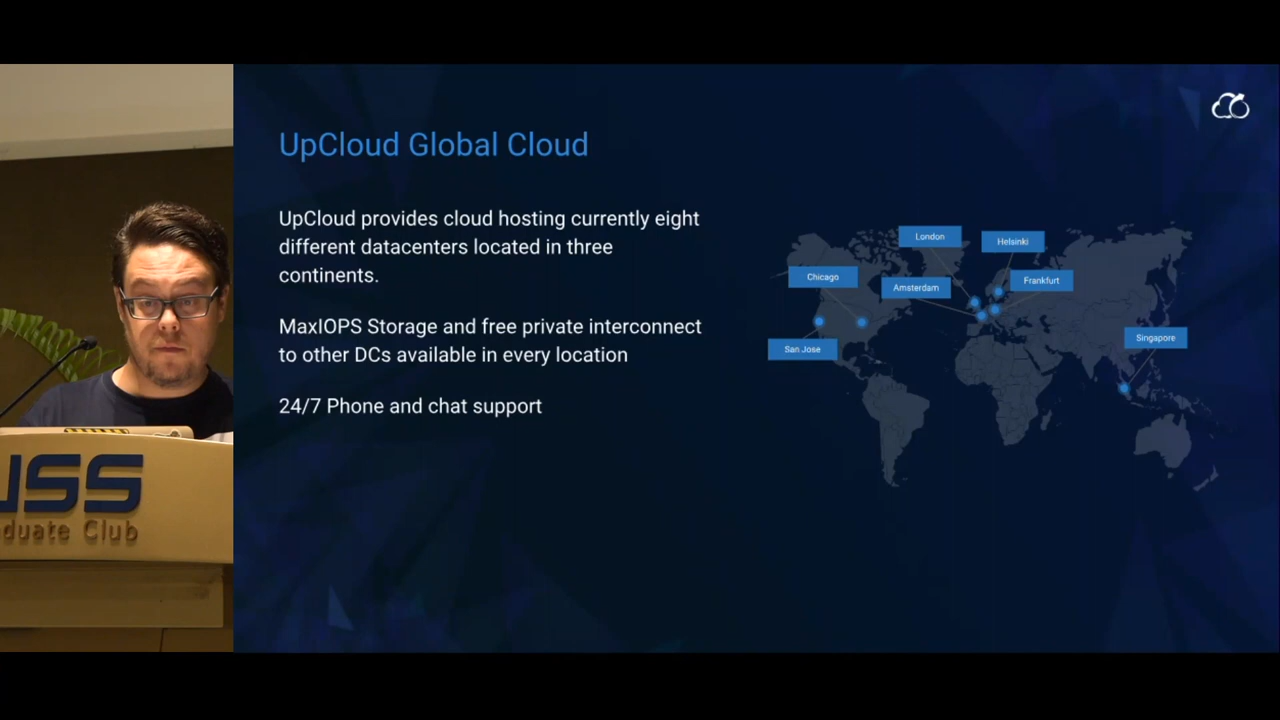 UpCloud Global Cloud
UpCloud provides cloud hosting currently eight
different datacenters located in three
continents.
MaxIOPS Storage and free private interconnect
to other DCs available in every location
24/7 Phone and chat support
London
Helsinki
Chicago
Amsterdam
Frankfurt
Singapore
San Jose
USS
duate Club